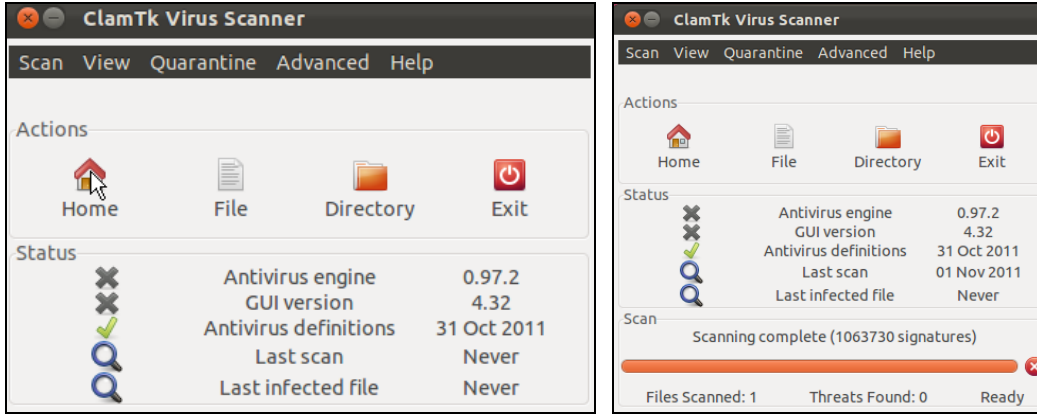 ClamTk Virus Scanner
Scan View Quarantine Advanced Help
Actions
Home File Directory Exit
Status
Antivirus engine 0.97.2
GUI version 4.32
Antivirus definitions 31 Oct 2011
Last scan Never
Last infected file Never
ClamTk Virus Scanner
Scan View Quarantine Advanced Help
Actions
Home File Directory Exit
Status
Antivirus engine 0.97.2
GUI version 4.32
Antivirus definitions 31 Oct 2011
Last scan 01 Nov 2011
Last infected file Never
Scan
Scanning complete (1063730 signatures)
Files Scanned: 1 Threats Found: 0 Ready